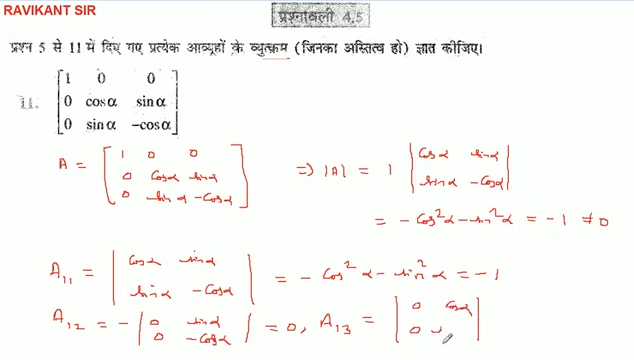 RAVIKANT SIR
प्रश्नावली 4.5
प्रश्न 5 से 11 में दिए गए प्रत्येक आव्यूहों के व्युत्क्रम (जिनका अस्तित्व हो) ज्ञात कीजिए।
11. [1 0 0
0 cosα sinα
0 sinα -cosα]
A = [1 0 0
0 cosα sinα
0 sinα -cosα] => |A| = 1 |cosα sinα
sinα -cosα|
= -cos²α - sin²α = -1 ≠ 0
A₁₁ = |cosα sinα
sinα -cosα| = -cos²α - sin²α = -1
A₁₂ = -|0 sinα
0 -cosα| = 0, A₁₃ = |0 cosα
0